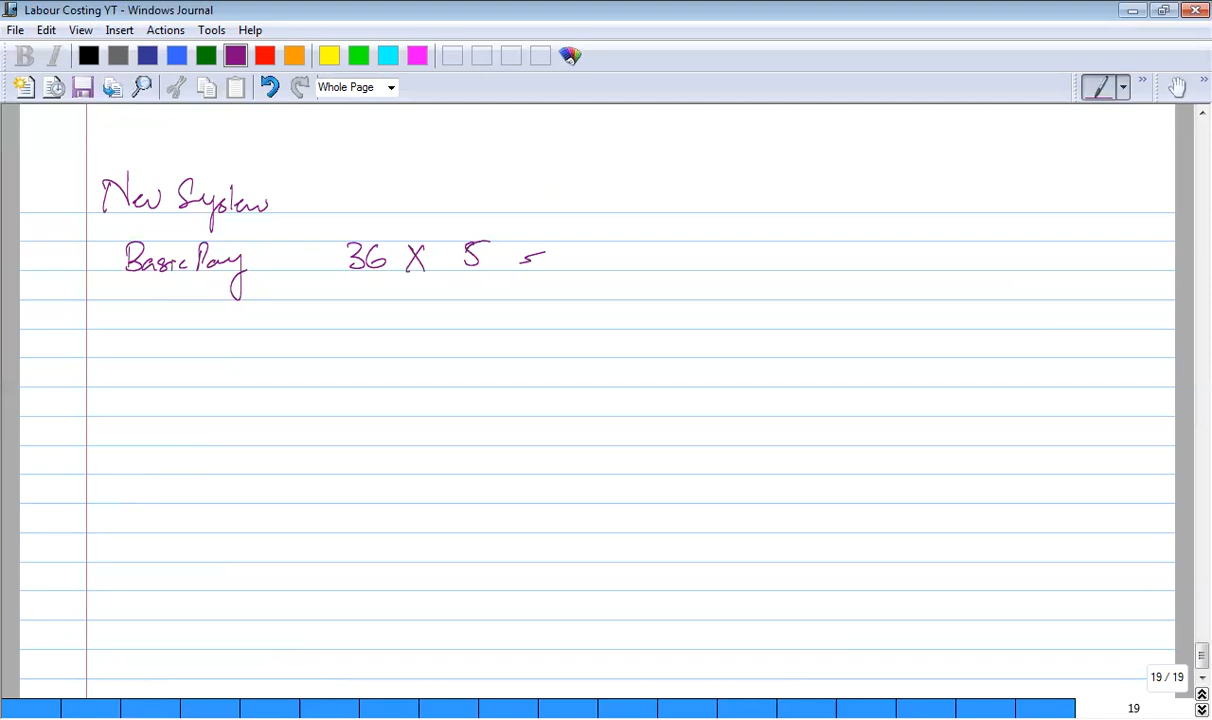 Labour Costing YT - Windows Journal
File Edit View Insert Actions Tools Help
B I
Whole Page
New System
Basic Pay 36 X 5 =
19 / 19
19